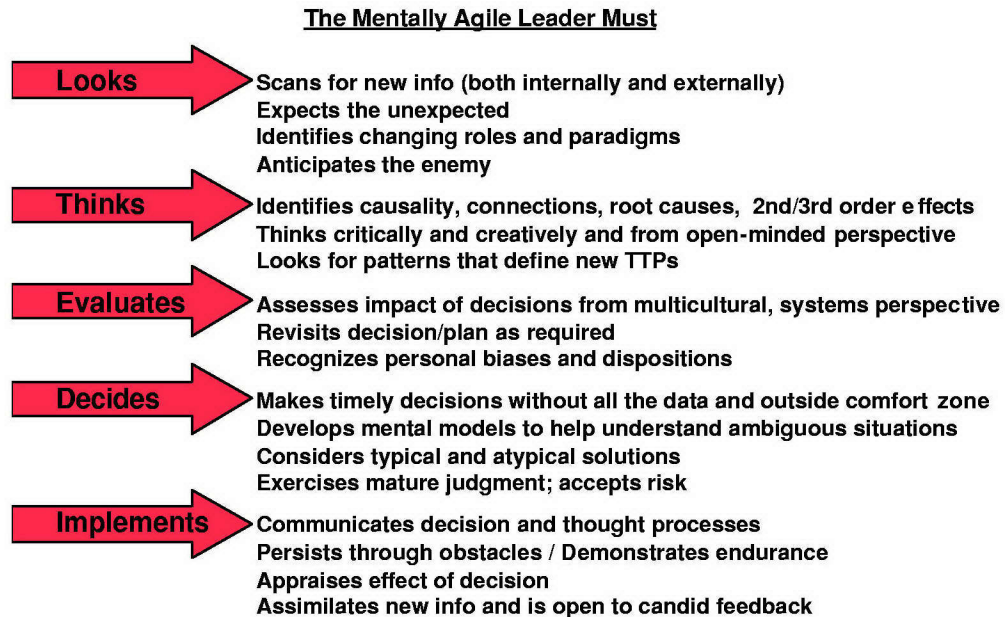 The Mentally Agile Leader Must
Looks
Scans for new info (both internally and externally)
Expects the unexpected
Identifies changing roles and paradigms
Anticipates the enemy
Thinks
Identifies causality, connections, root causes, 2nd/3rd order effects
Thinks critically and creatively and from open-minded perspective
Looks for patterns that define new TTPs
Evaluates
Assesses impact of decisions from multicultural, systems perspective
Revisits decision/plan as required
Recognizes personal biases and dispositions
Decides
Makes timely decisions without all the data and outside comfort zone
Develops mental models to help understand ambiguous situations
Considers typical and atypical solutions
Exercises mature judgment; accepts risk
Implements
Communicates decision and thought processes
Persists through obstacles / Demonstrates endurance
Appraises effect of decision
Assimilates new info and is open to candid feedback